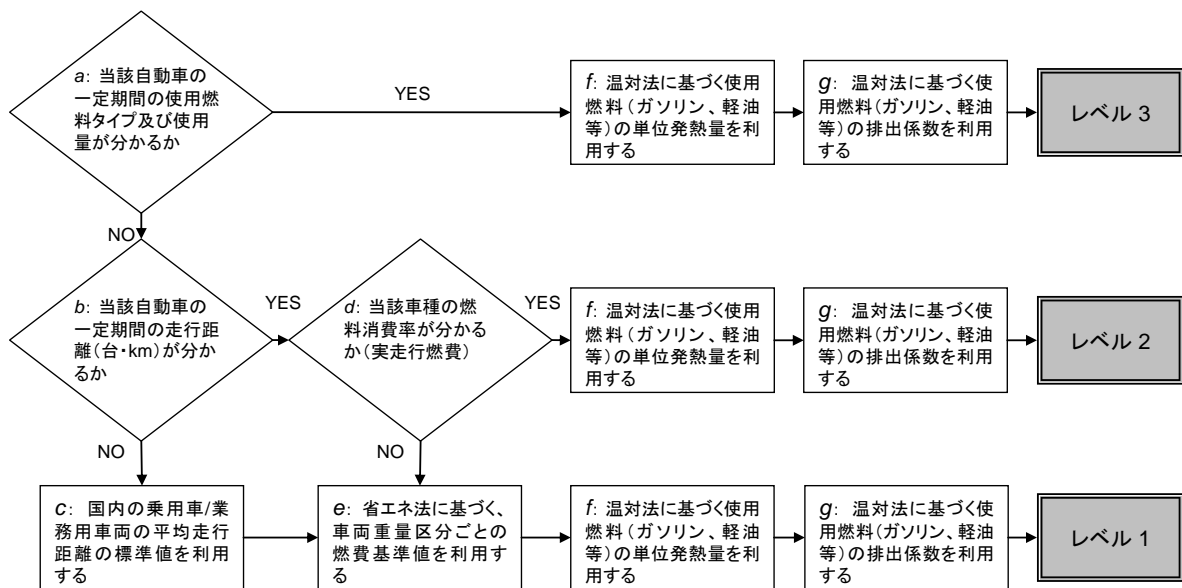 a: 当該自動車の
一定期間の使用燃
料タイプ及び使用
量が分かるか
YES
f: 温対法に基づく使用
燃料(ガソリン、軽油
等)の単位発熱量を利
用する
g: 温対法に基づく使
用燃料(ガソリン、軽油
等)の排出係数を利用
する
レベル 3
NO
b: 当該自動車の
一定期間の走行距
離(台・km)が分か
るか
YES
d: 当該車種の燃
料消費率が分かる
か(実走行燃費)
YES
f: 温対法に基づく使用
燃料(ガソリン、軽油
等)の単位発熱量を利
用する
g: 温対法に基づく使
用燃料(ガソリン、軽油
等)の排出係数を利用
する
レベル 2
NO
NO
c: 国内の乗用車/業
務用車両の平均走行
距離の標準値を利用
する
e: 省エネ法に基づく、
車両重量区分ごとの
燃費基準値を利用す
る
f: 温対法に基づく使用
燃料(ガソリン、軽油
等)の単位発熱量を利
用する
g: 温対法に基づく使
用燃料(ガソリン、軽油
等)の排出係数を利用
する
レベル 1